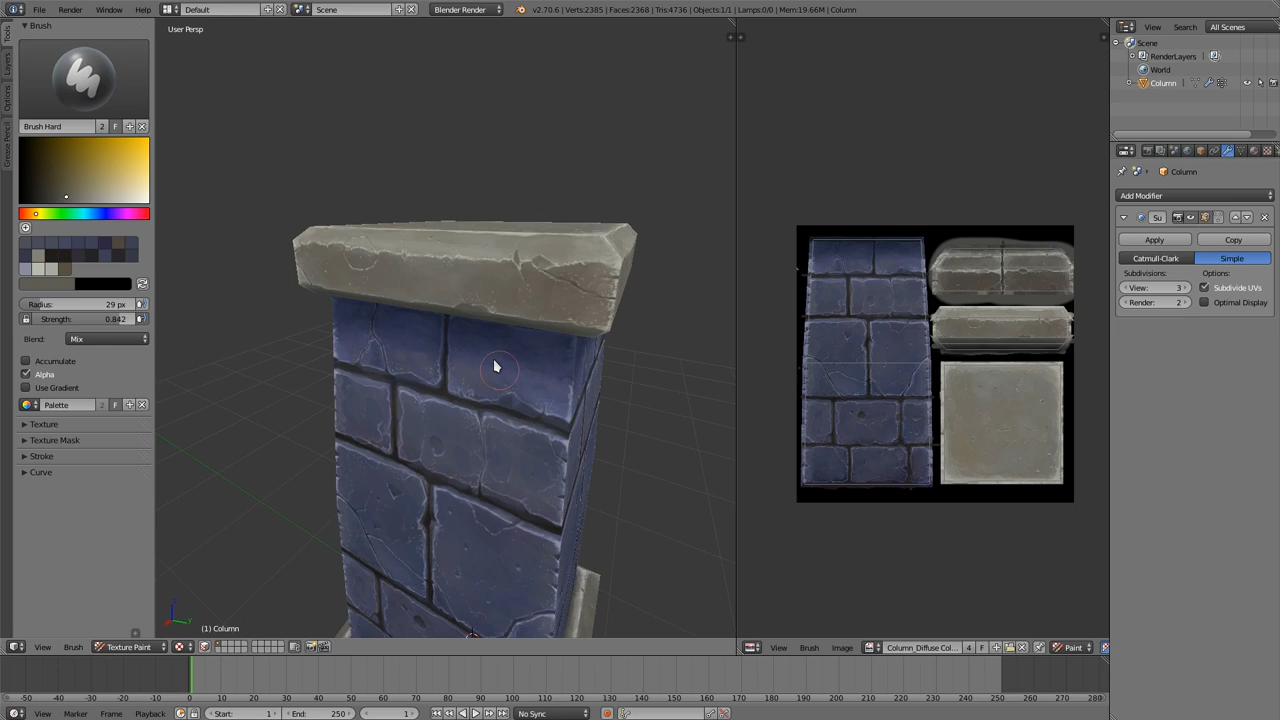 File Render Window Help Default Scene Blender Render v2.70.6 | Verts:2385 | Faces:2368 | Tris:4736 | Objects:1/1 | Lamps:0/0 | Mem:19.66M | Column
View Search All Scenes
Tools
Layers
Options
Grease Pencil
Brush
User Persp
Scene
RenderLayers
World
Column
Brush Hard 2 F
Column
Add Modifier
Su
Apply Copy
Catmull-Clark Simple
Subdivisions: Options:
View: 3 Subdivide UVs
Render: 2 Optimal Display
Radius: 29 px
Strength: 0.842
Blend: Mix
Accumulate
Alpha
Use Gradient
Palette 2 F
Texture
Texture Mask
Stroke
Curve
(1) Column
View Brush Texture Paint
View Brush Image Column_Diffuse Col... 4 F Paint
-50 -40 -30 -20 -10 0 10 20 30 40 50 60 70 80 90 100 110 120 130 140 150 160 170 180 190 200 210 220 230 240 250 260 270 280
View Marker Frame Playback Start: 1 End: 250 1 No Sync